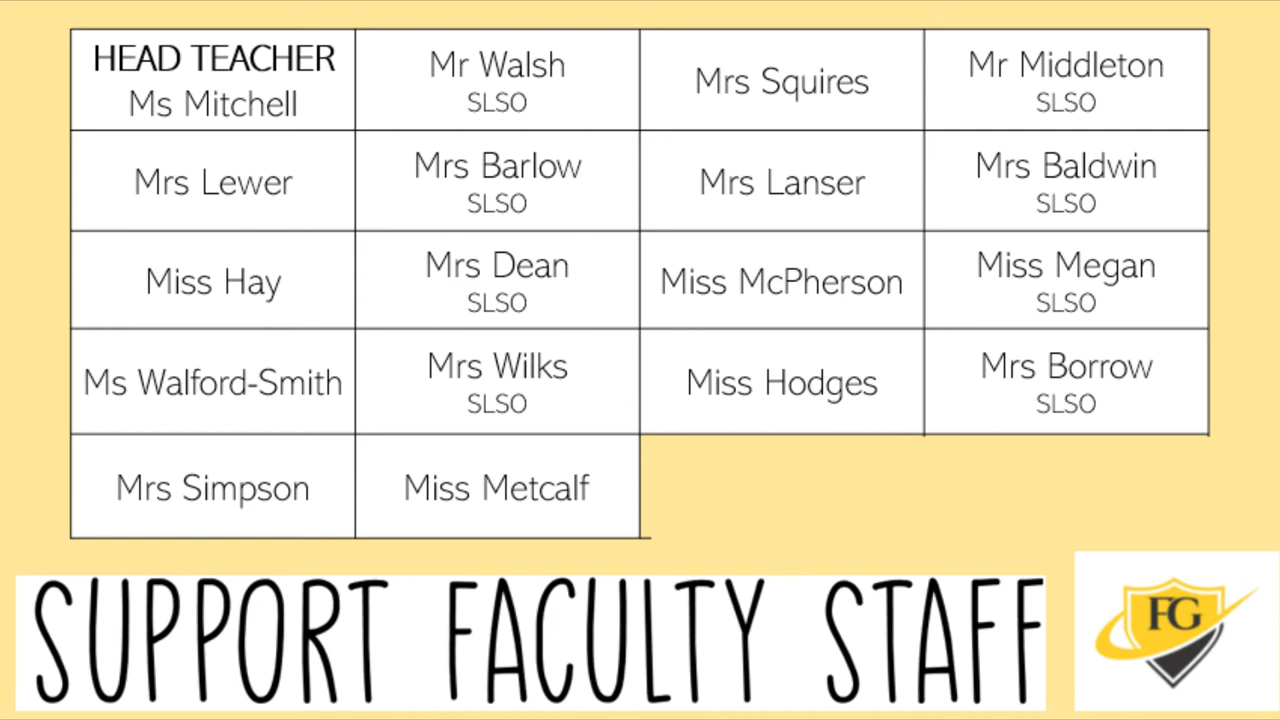 HEAD TEACHER
Ms Mitchell
Mr Walsh
SLSO
Mrs Squires
Mr Middleton
SLSO
Mrs Lewer
Mrs Barlow
SLSO
Mrs Lanser
Mrs Baldwin
SLSO
Miss Hay
Mrs Dean
SLSO
Miss McPherson
Miss Megan
SLSO
Ms Walford-Smith
Mrs Wilks
SLSO
Miss Hodges
Mrs Borrow
SLSO
Mrs Simpson
Miss Metcalf
SUPPORT FACULTY STAFF
FG